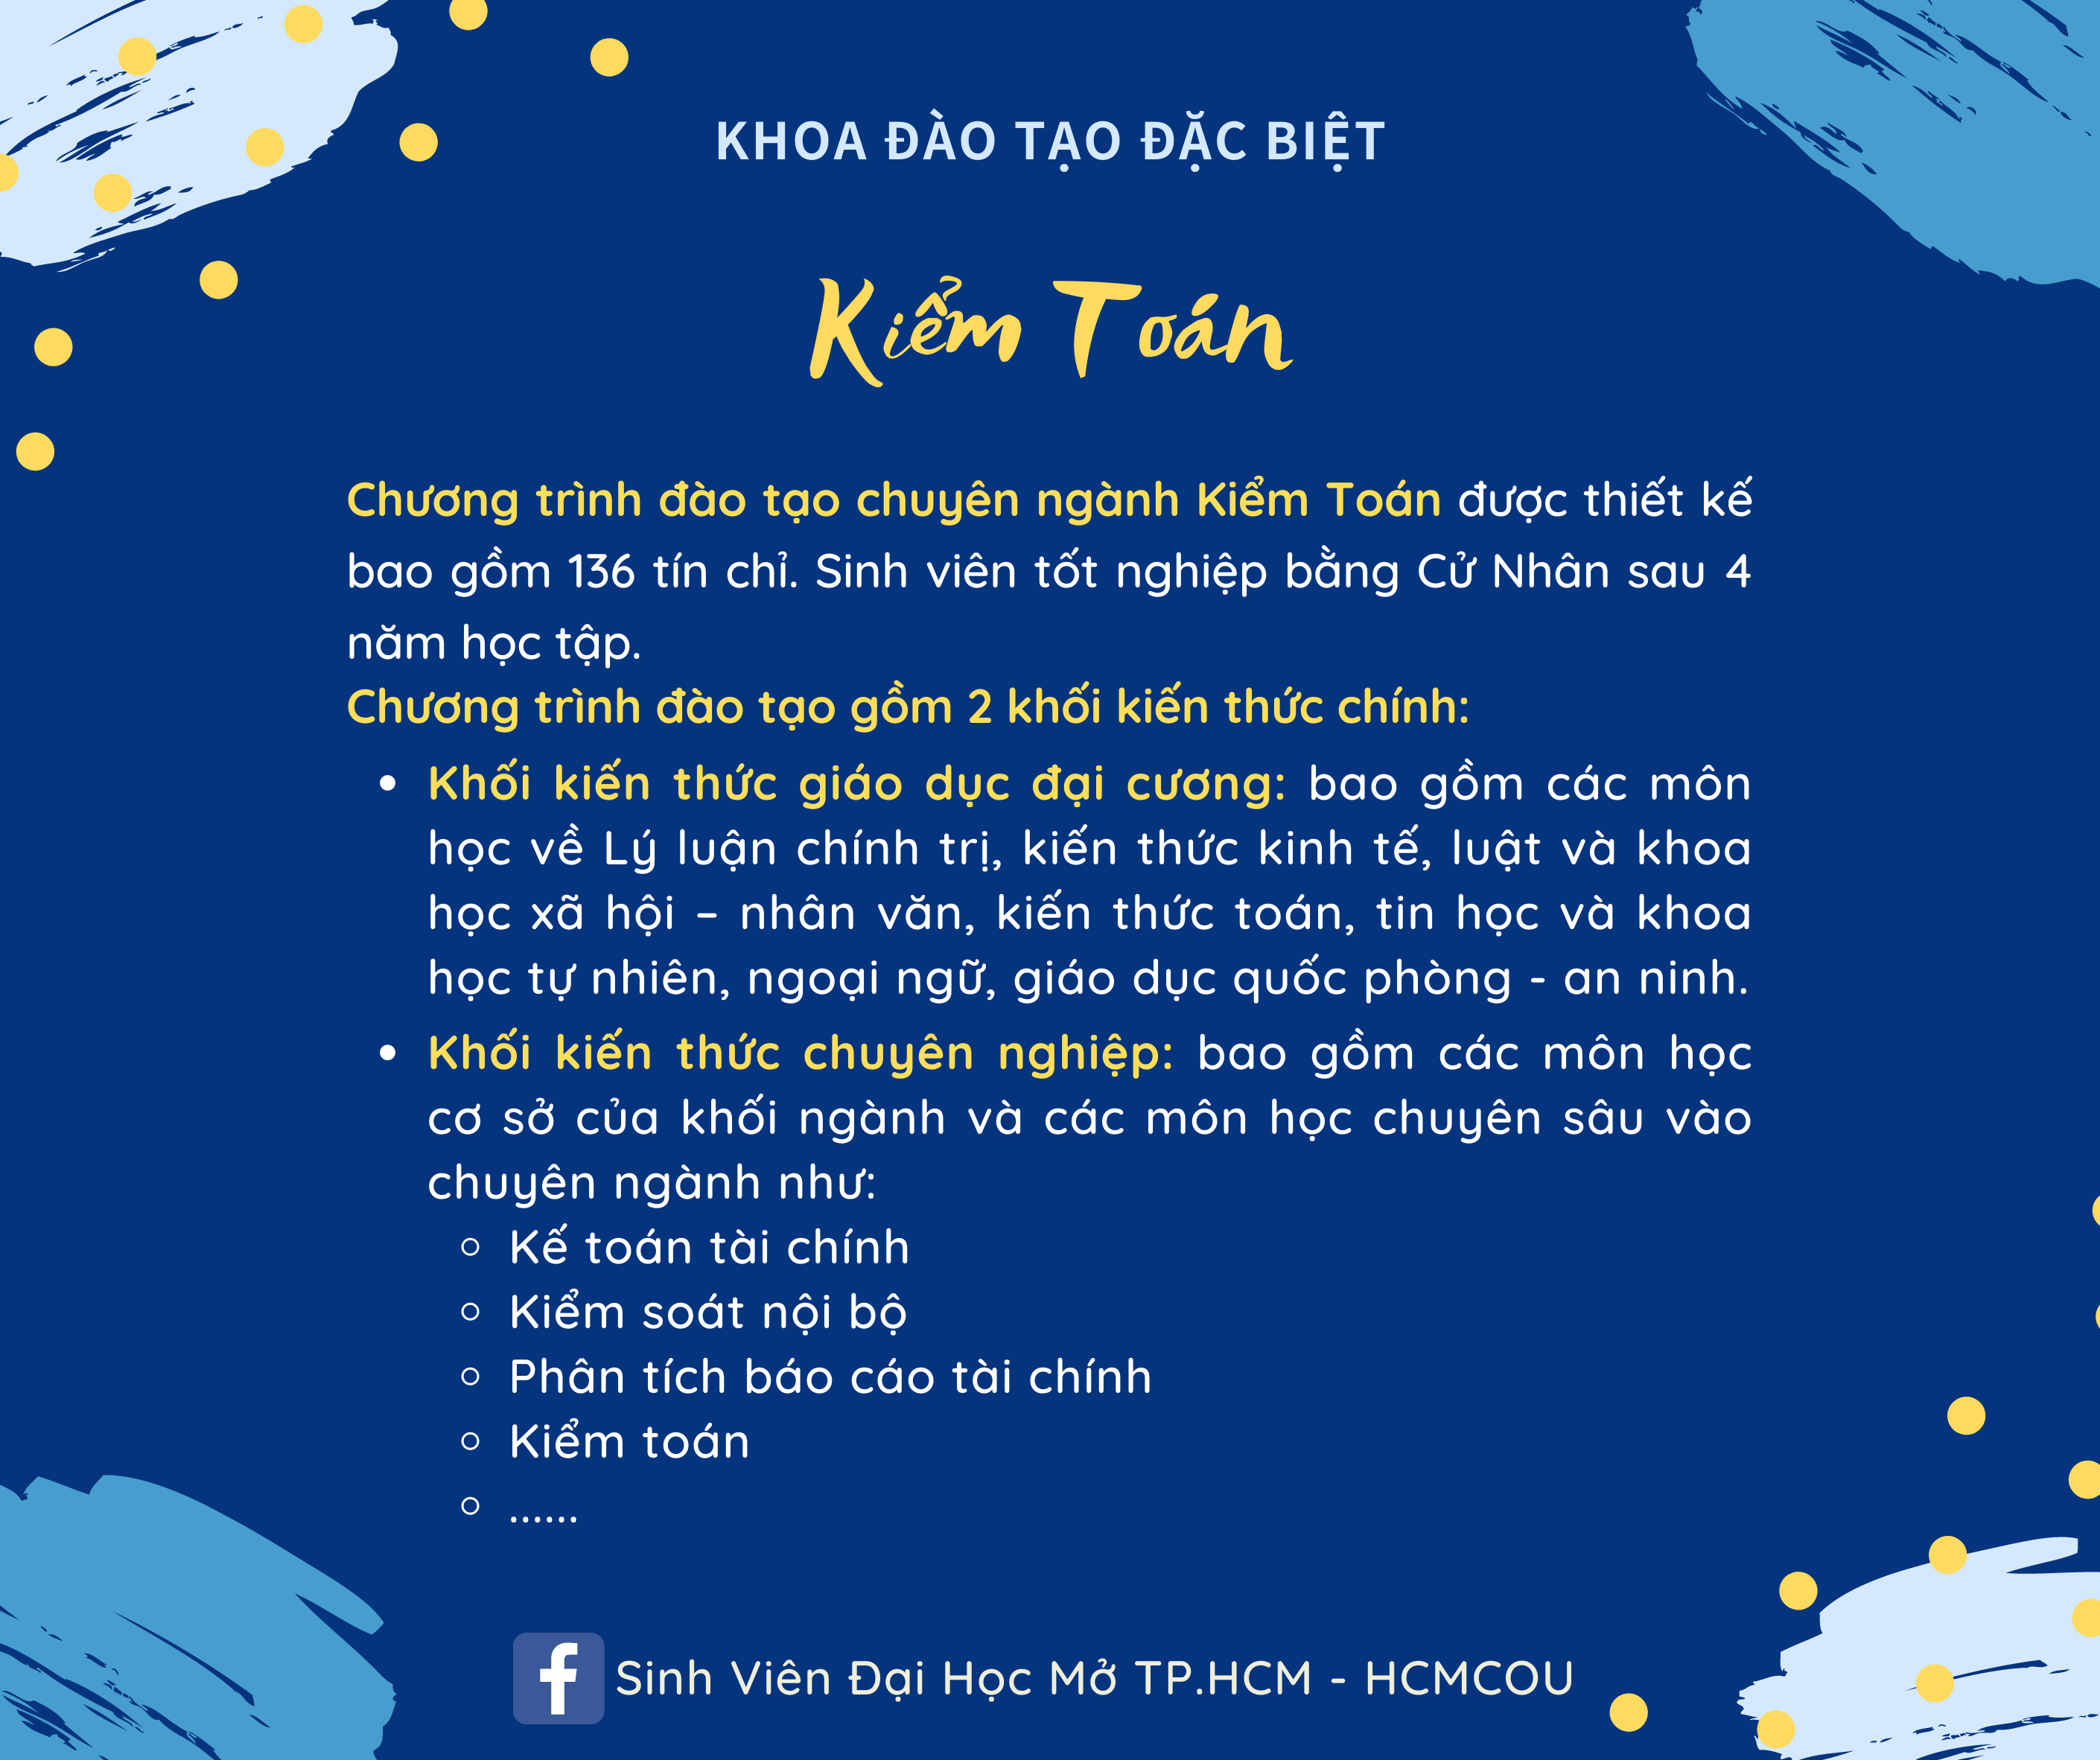 KHOA ĐÀO TẠO ĐẶC BIỆT
Kiểm Toán
Chương trình đào tạo chuyên ngành Kiểm Toán được thiết kế
bao gồm 136 tín chỉ. Sinh viên tốt nghiệp bằng Cử Nhân sau 4
năm học tập.
Chương trình đào tạo gồm 2 khối kiến thức chính:
• Khối kiến thức giáo dục đại cương: bao gồm các môn
học về Lý luận chính trị, kiến thức kinh tế, luật và khoa
học xã hội – nhân văn, kiến thức toán, tin học và khoa
học tự nhiên, ngoại ngữ, giáo dục quốc phòng - an ninh.
• Khối kiến thức chuyên nghiệp: bao gồm các môn học
cơ sở của khối ngành và các môn học chuyên sâu vào
chuyên ngành như:
○ Kế toán tài chính
○ Kiểm soát nội bộ
○ Phân tích báo cáo tài chính
○ Kiểm toán
○ ......
f Sinh Viên Đại Học Mở TP.HCM - HCMCOU